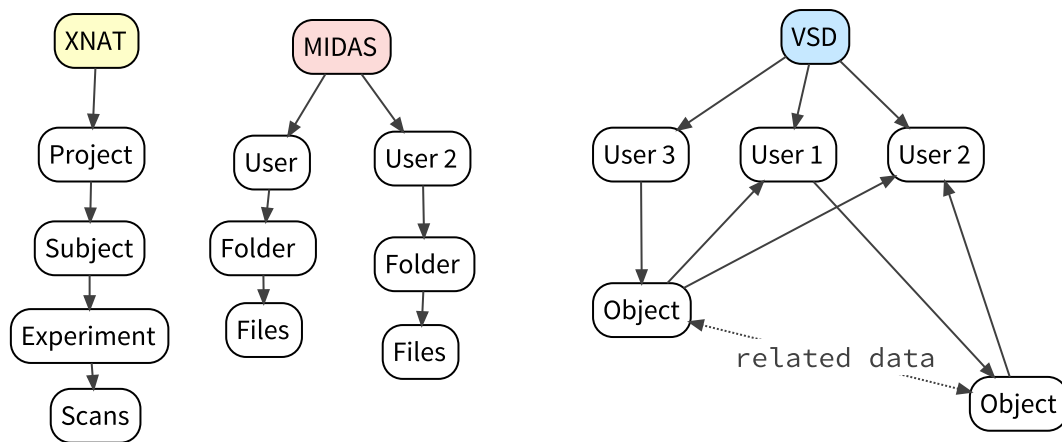 XNAT
Project
Subject
Experiment
Scans
MIDAS
User
User 2
Folder
Folder
Files
Files
VSD
User 3
User 1
User 2
Object
related data
Object